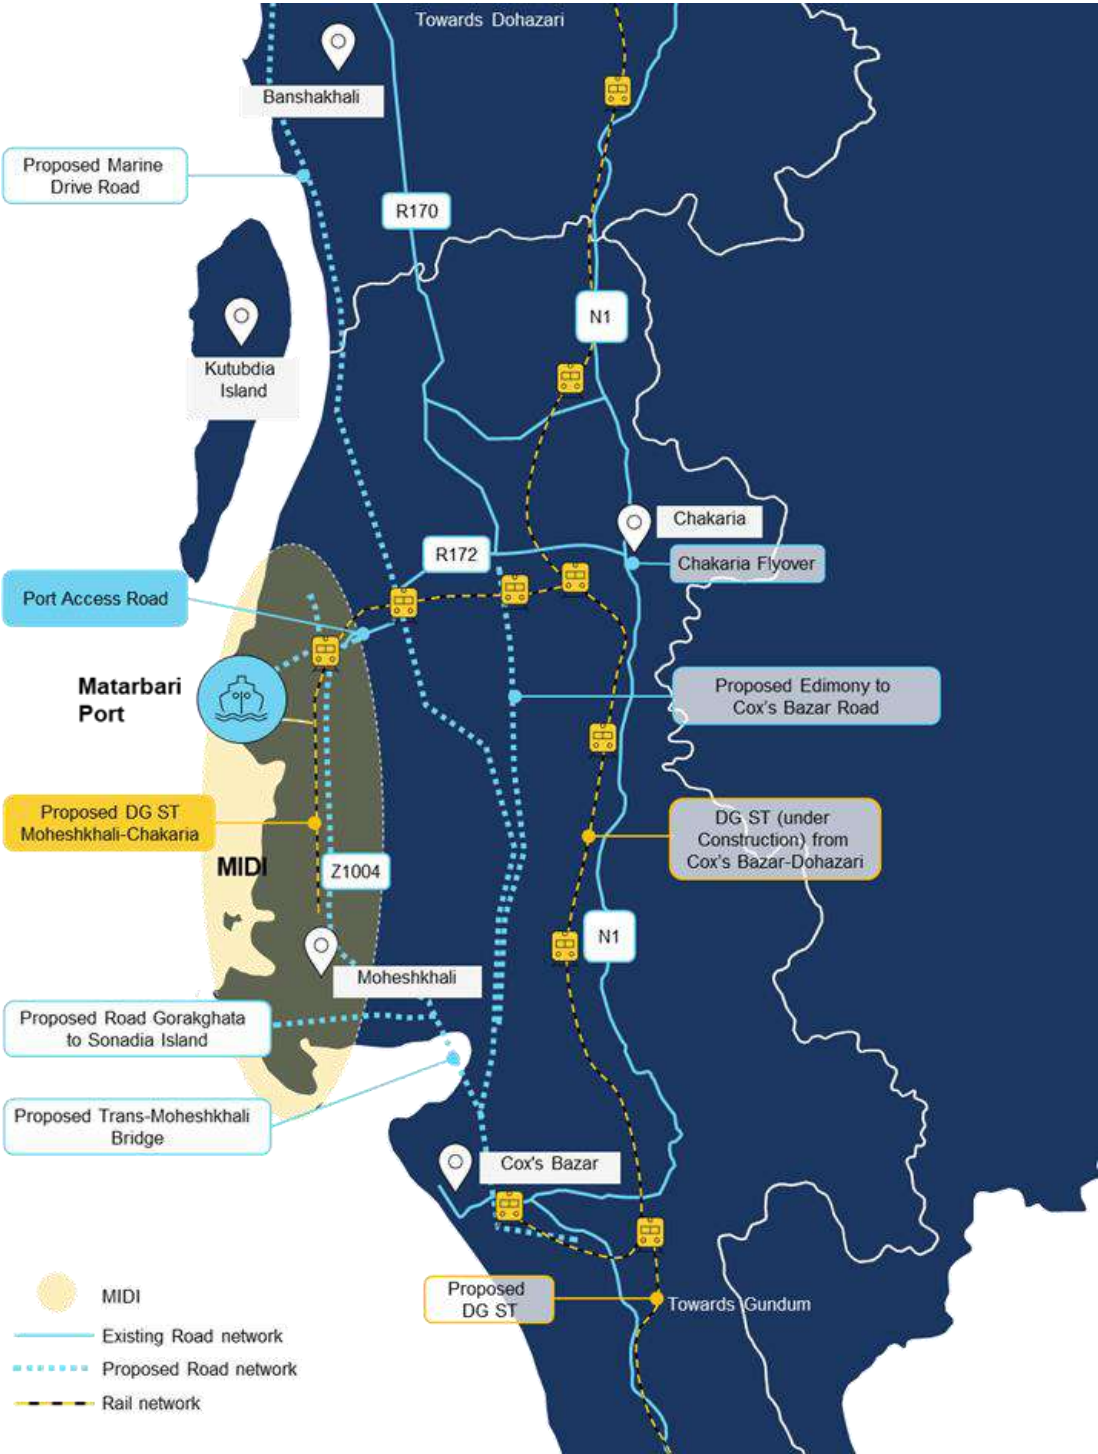 Towards Dohazari
Banshakhali
Proposed Marine
Drive Road
R170
N1
Kutubdia
Island
Chakaria
R172
Chakaria Flyover
Port Access Road
Matarbari
Port
Proposed Edimony to
Cox's Bazar Road
Proposed DG ST
Moheshkhali-Chakaria
DG ST (under
Construction) from
Cox's Bazar-Dohazari
MIDI
Z1004
N1
Moheshkhali
Proposed Road Gorakghata
to Sonadia Island
Proposed Trans-Moheshkhali
Bridge
Cox's Bazar
Proposed
DG ST
Towards Gundum
MIDI
Existing Road network
Proposed Road network
Rail network